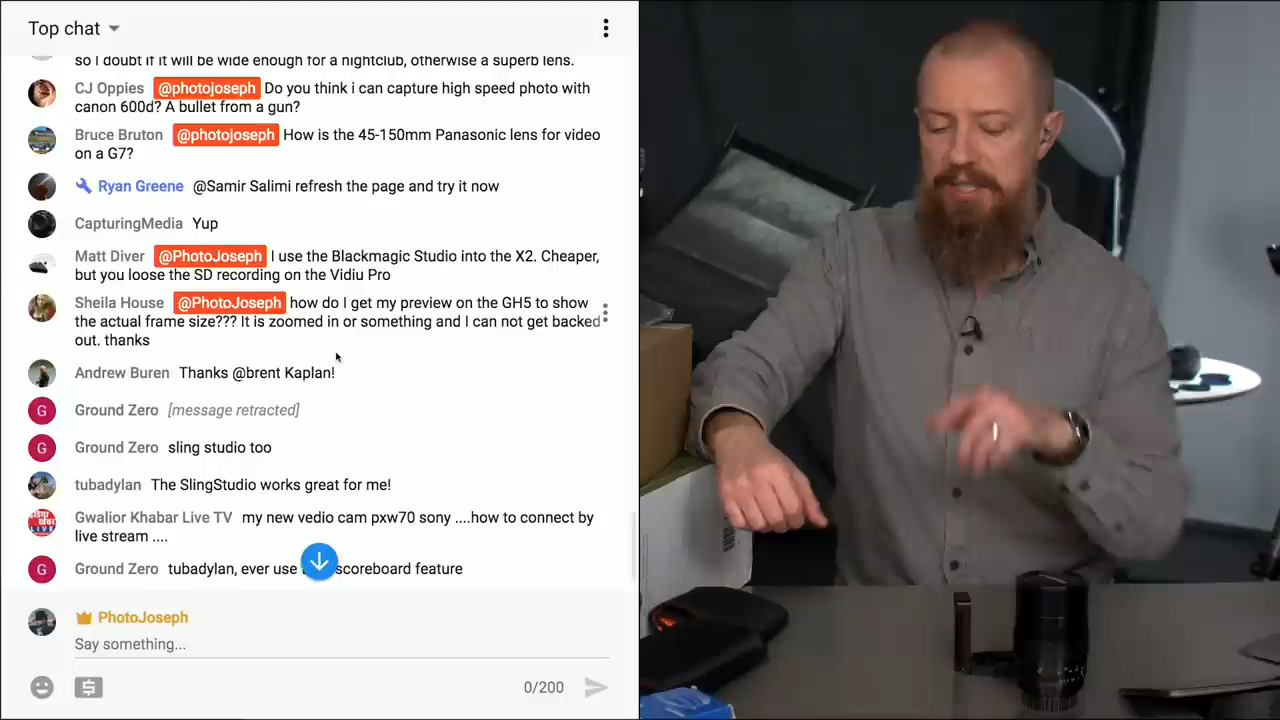 Top chat
so I doubt if it will be wide enough for a nightclub, otherwise a superb lens.
CJ Oppies @photojoseph Do you think i can capture high speed photo with
canon 600d? A bullet from a gun?
Bruce Bruton @photojoseph How is the 45-150mm Panasonic lens for video
on a G7?
Ryan Greene @Samir Salimi refresh the page and try it now
CapturingMedia Yup
Matt Diver @PhotoJoseph I use the Blackmagic Studio into the X2. Cheaper,
but you loose the SD recording on the Vidiu Pro
Sheila House @PhotoJoseph how do I get my preview on the GH5 to show
the actual frame size??? It is zoomed in or something and I can not get backed
out. thanks
Andrew Buren Thanks @brent Kaplan!
G Ground Zero [message retracted]
G Ground Zero sling studio too
tubadylan The SlingStudio works great for me!
Gwalior Khabar Live TV my new vedio cam pxw70 sony ....how to connect by
live stream ....
G Ground Zero tubadylan, ever use scoreboard feature
PhotoJoseph
Say something...
$ 0/200